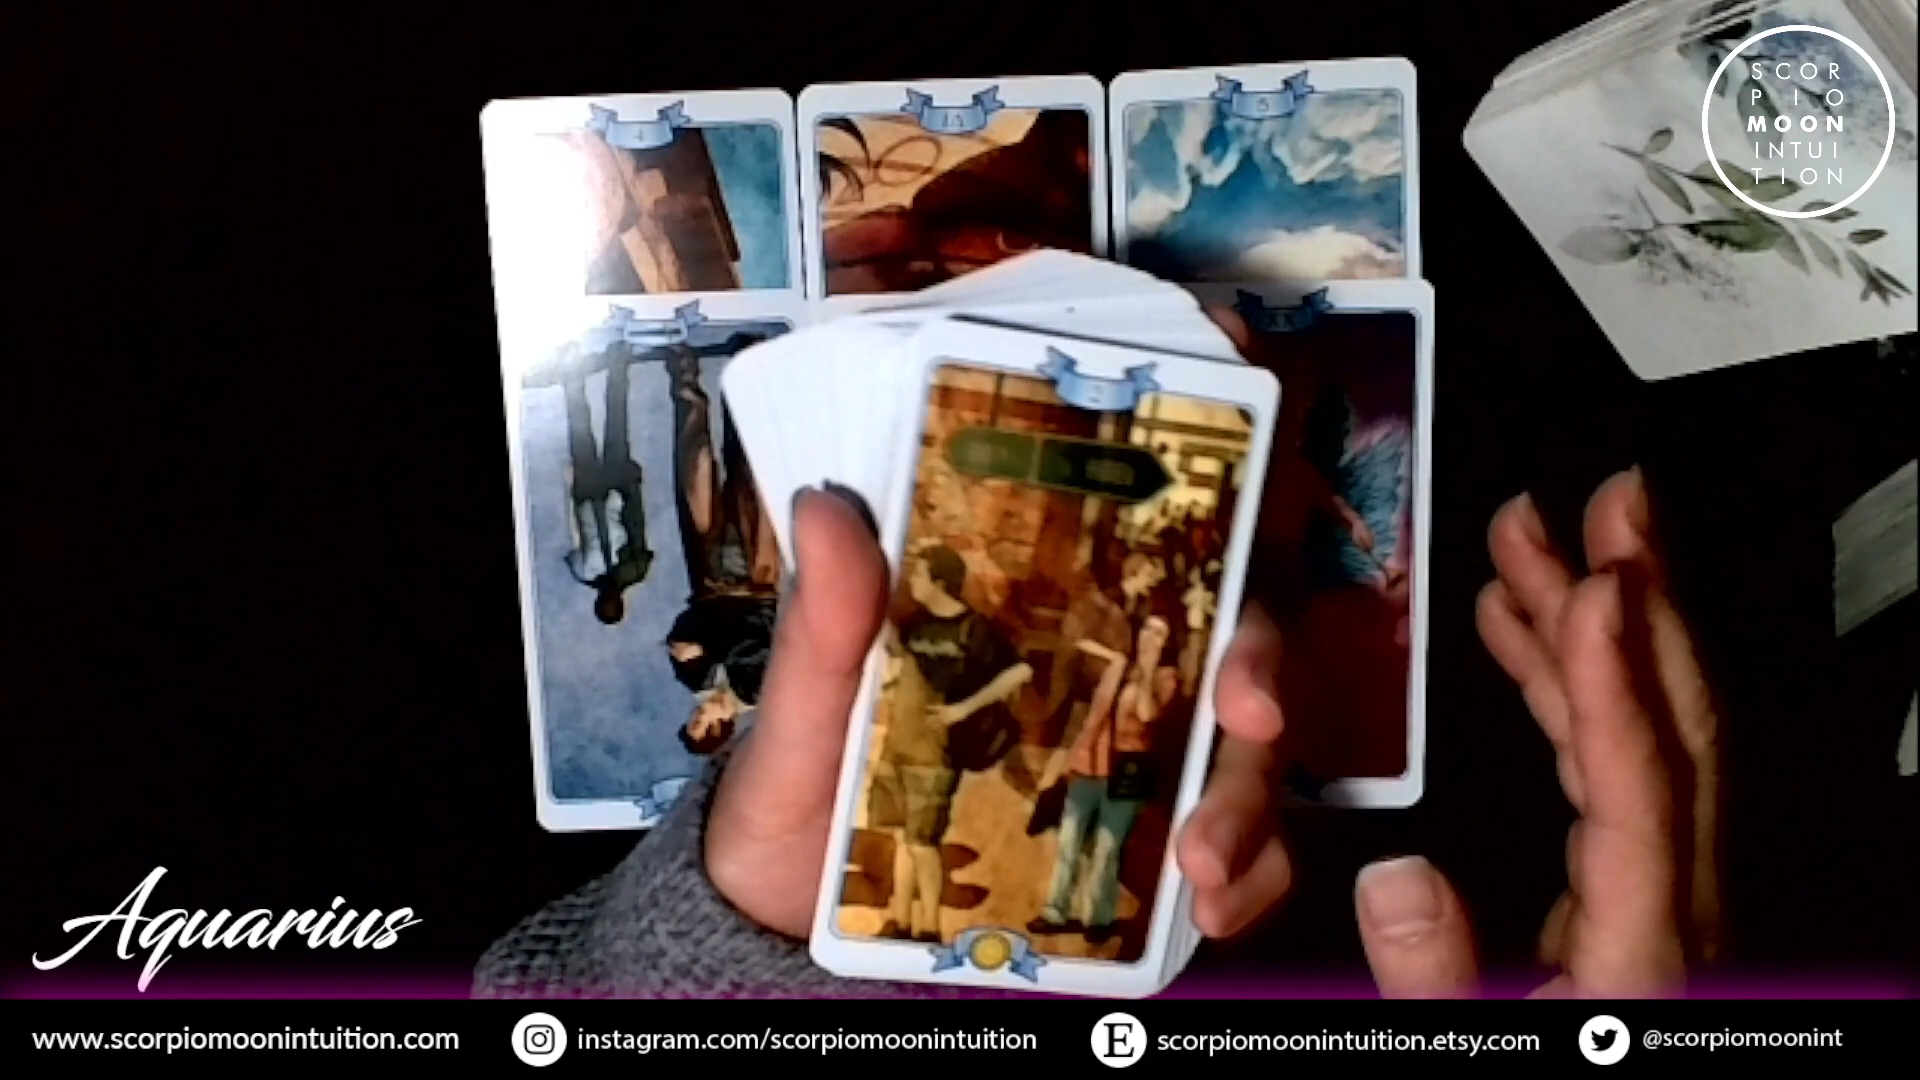 SCOR
PIO
MOON
INTUI
TION
Aquarius
www.scorpiomoonintuition.com
instagram.com/scorpiomoonintuition
E
scorpiomoonintuition.etsy.com
@scorpiomoonint